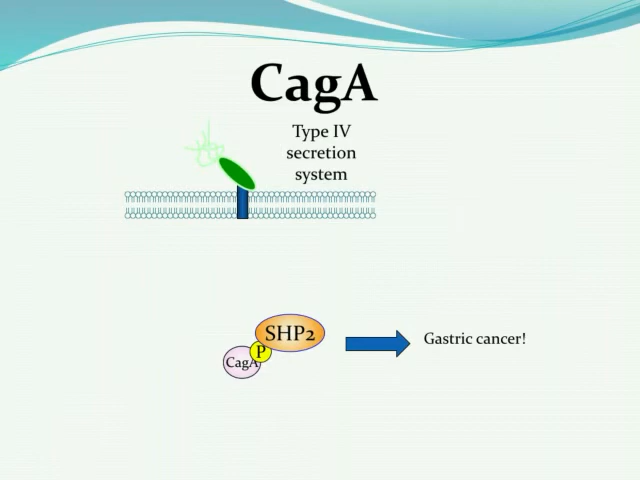 CagA
Type IV
secretion
system
SHP2
P
CagA
Gastric cancer!